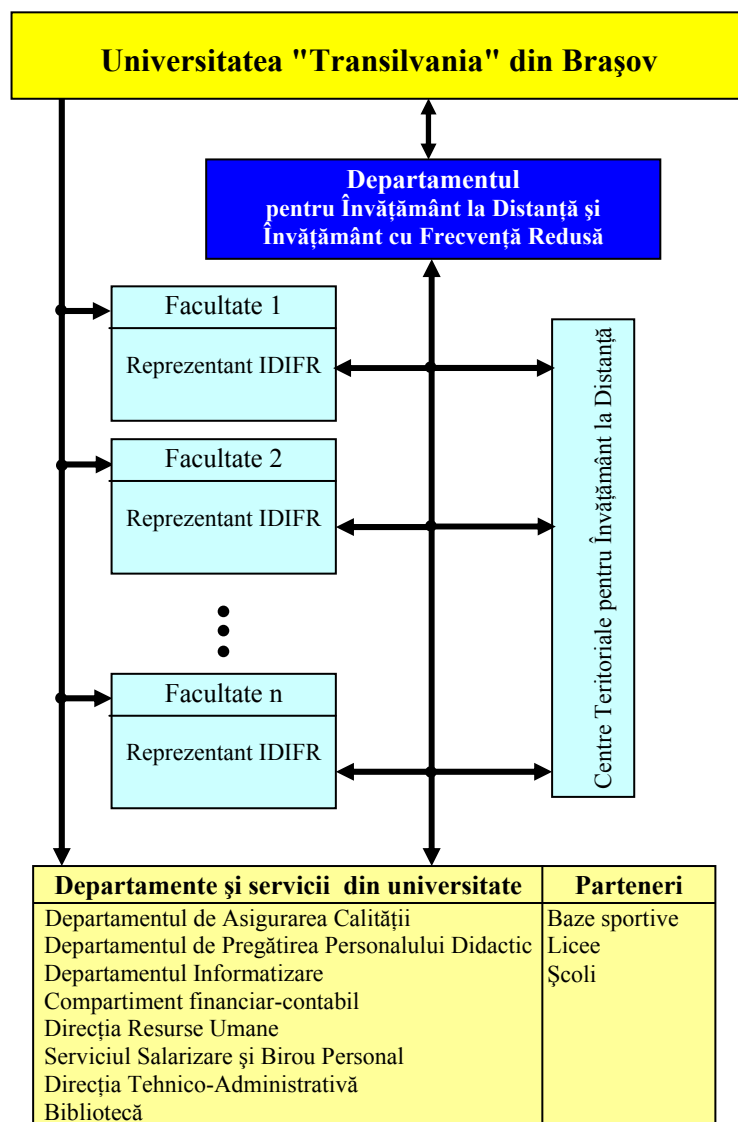 Universitatea "Transilvania" din Braşov
Departamentul
pentru Învăţământ la Distanţă şi
Învăţământ cu Frecvenţă Redusă
Facultate 1
Reprezentant IDIFR
Facultate 2
Reprezentant IDIFR
Facultate n
Reprezentant IDIFR
Centre Teritoriale pentru Învăţământ la Distanţă
Departamente şi servicii din universitate
Departamentul de Asigurarea Calităţii
Departamentul de Pregătirea Personalului Didactic
Departamentul Informatizare
Compartiment financiar-contabil
Direcţia Resurse Umane
Serviciul Salarizare şi Birou Personal
Direcţia Tehnico-Administrativă
Bibliotecă
Parteneri
Baze sportive
Licee
Şcoli